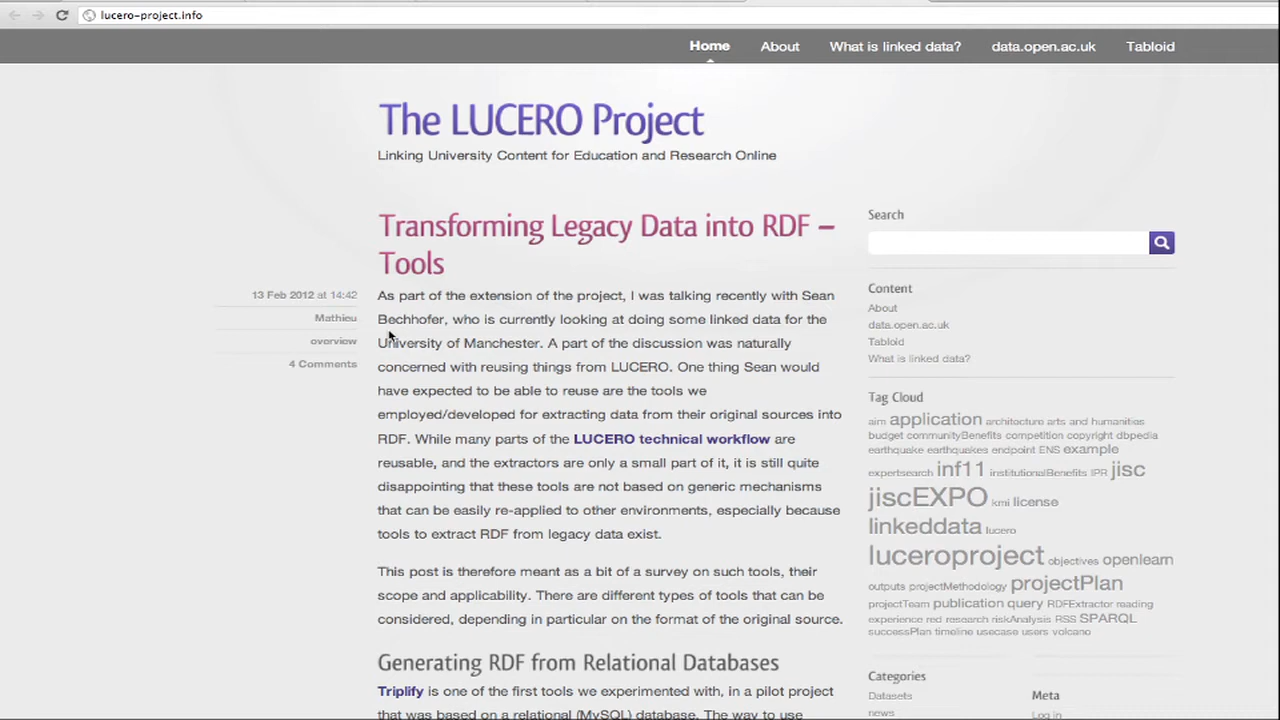 lucero-project.info
Home About What is linked data? data.open.ac.uk Tabloid
The LUCERO Project
Linking University Content for Education and Research Online
Transforming Legacy Data into RDF –
Tools
13 Feb 2012 at 14:42
Mathieu
overview
4 Comments
As part of the extension of the project, I was talking recently with Sean
Bechhofer, who is currently looking at doing some linked data for the
University of Manchester. A part of the discussion was naturally
concerned with reusing things from LUCERO. One thing Sean would
have expected to be able to reuse are the tools we
employed/developed for extracting data from their original sources into
RDF. While many parts of the LUCERO technical workflow are
reusable, and the extractors are only a small part of it, it is still quite
disappointing that these tools are not based on generic mechanisms
that can be easily re-applied to other environments, especially because
tools to extract RDF from legacy data exist.
This post is therefore meant as a bit of a survey on such tools, their
scope and applicability. There are different types of tools that can be
considered, depending in particular on the format of the original source.
Generating RDF from Relational Databases
Triplify is one of the first tools we experimented with, in a pilot project
that was based on a relational (MySQL) database. The way to use
Search
Content
About
data.open.ac.uk
Tabloid
What is linked data?
Tag Cloud
aim application architecture arts and humanities
budget communityBenefits competition copyright dbpedia
earthquake earthquakes endpoint ENS example
expertsearch inf11 institutionalBenefits IPR jisc
jiscEXPO kmi license
linkeddata lucero
luceroproject objectives openlearn
outputs projectMethodology projectPlan
projectTeam publication query RDFExtractor reading
experience red research riskAnalysis RSS SPARQL
successPlan timeline usecase users volcano
Categories
Datasets
news
Meta
Log in